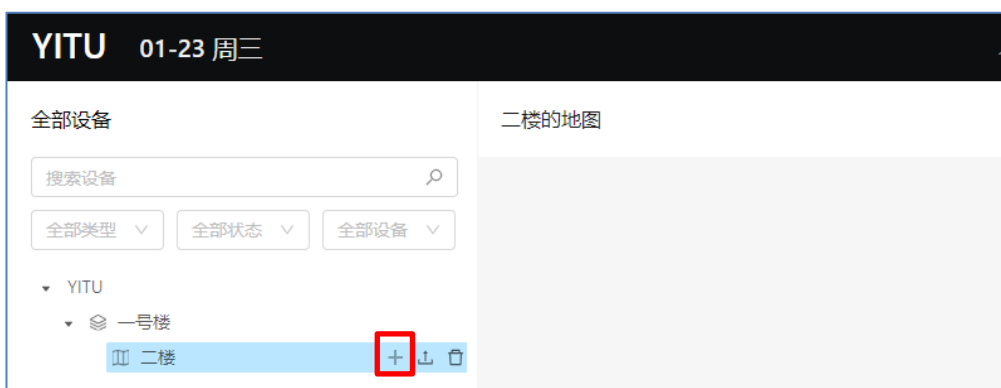 YITU 01-23 周三
全部设备
二楼的地图
搜索设备
全部类型 全部状态 全部设备
YITU
一号楼
二楼